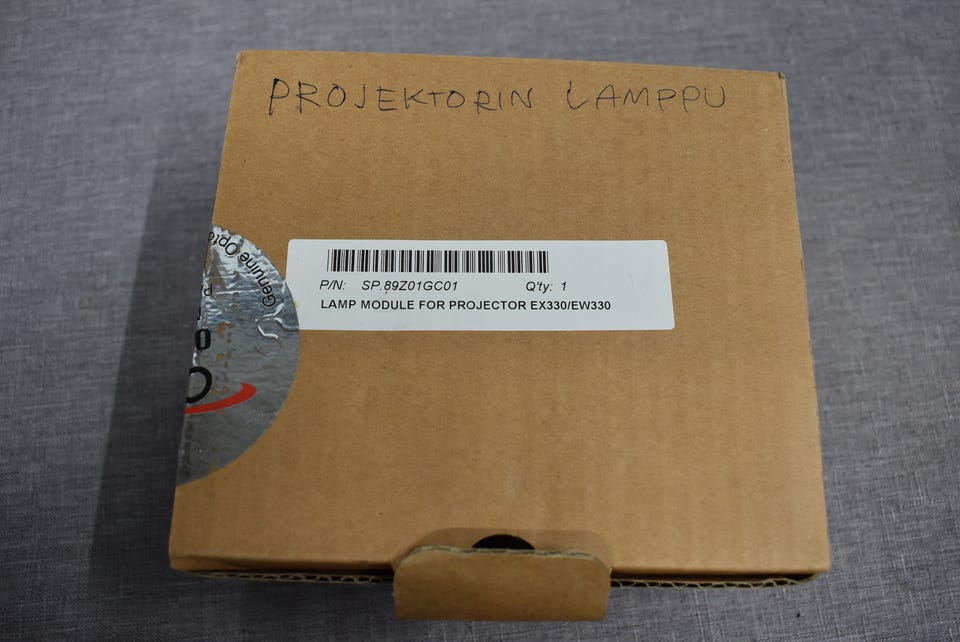 PROJEKTORIN LAMPPU
P/N: SP.89Z01GC01 Q'ty: 1
LAMP MODULE FOR PROJECTOR EX330/EW330
Genuine